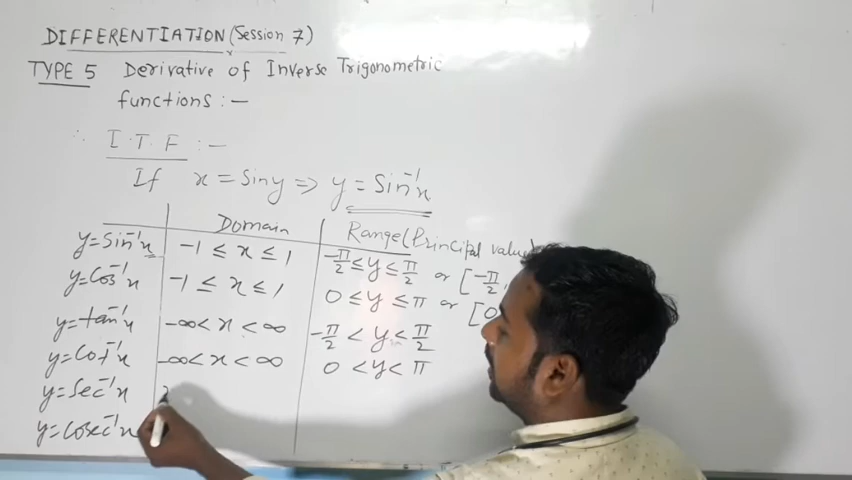 DIFFERENTIATION (Session 7)
TYPE 5 Derivative of Inverse Trigonometric
functions :-
∴ I.T.F :-
If x = Siny ⇒ y = Sin⁻¹x
Domain Range (Principal value)
y=Sin⁻¹x -1 ≤ x ≤ 1 -π/2 ≤ y ≤ π/2 or [-π/2,
y=Cos⁻¹x -1 ≤ x ≤ 1 0 ≤ y ≤ π or [0
y=tan⁻¹x -∞ < x < ∞ -π/2 < y < π/2
y=Cot⁻¹x -∞ < x < ∞ 0 < y < π
y=Sec⁻¹x
y=Cosec⁻¹x